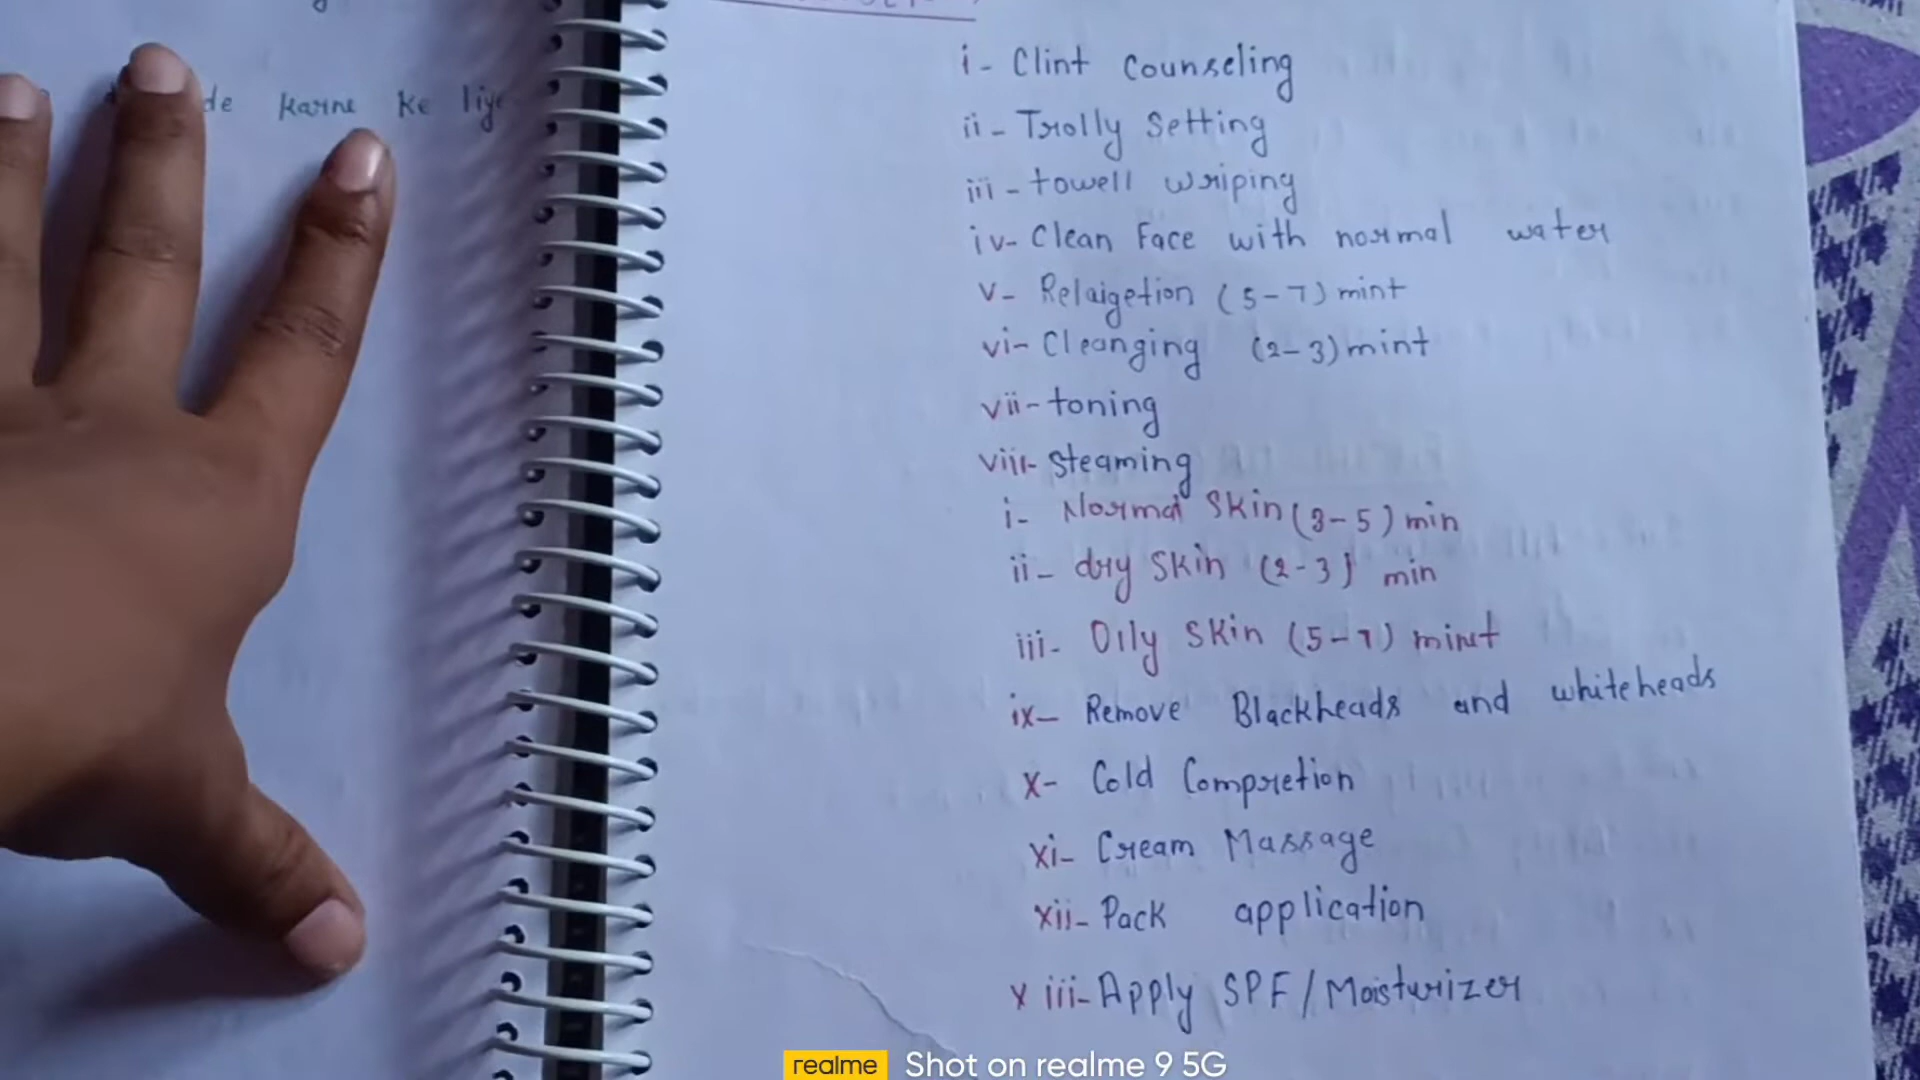 de karne ke liye
i- Clint Counseling
ii- Trolly Setting
iii- towell wriping
iv- Clean Face with normal water
v- Relaigetion (5-7) mint
vi- Cleanging (2-3) mint
vii- toning
viii- Steaming
i- Normal Skin (3-5) min
ii- dry Skin (2-3) min
iii- Oily Skin (5-7) mint
ix- Remove Blackheads and whiteheads
x- Cold Compretion
xi- Cream Massage
xii- Pack application
xiii- Apply SPF/Moisturizer
realme Shot on realme 9 5G